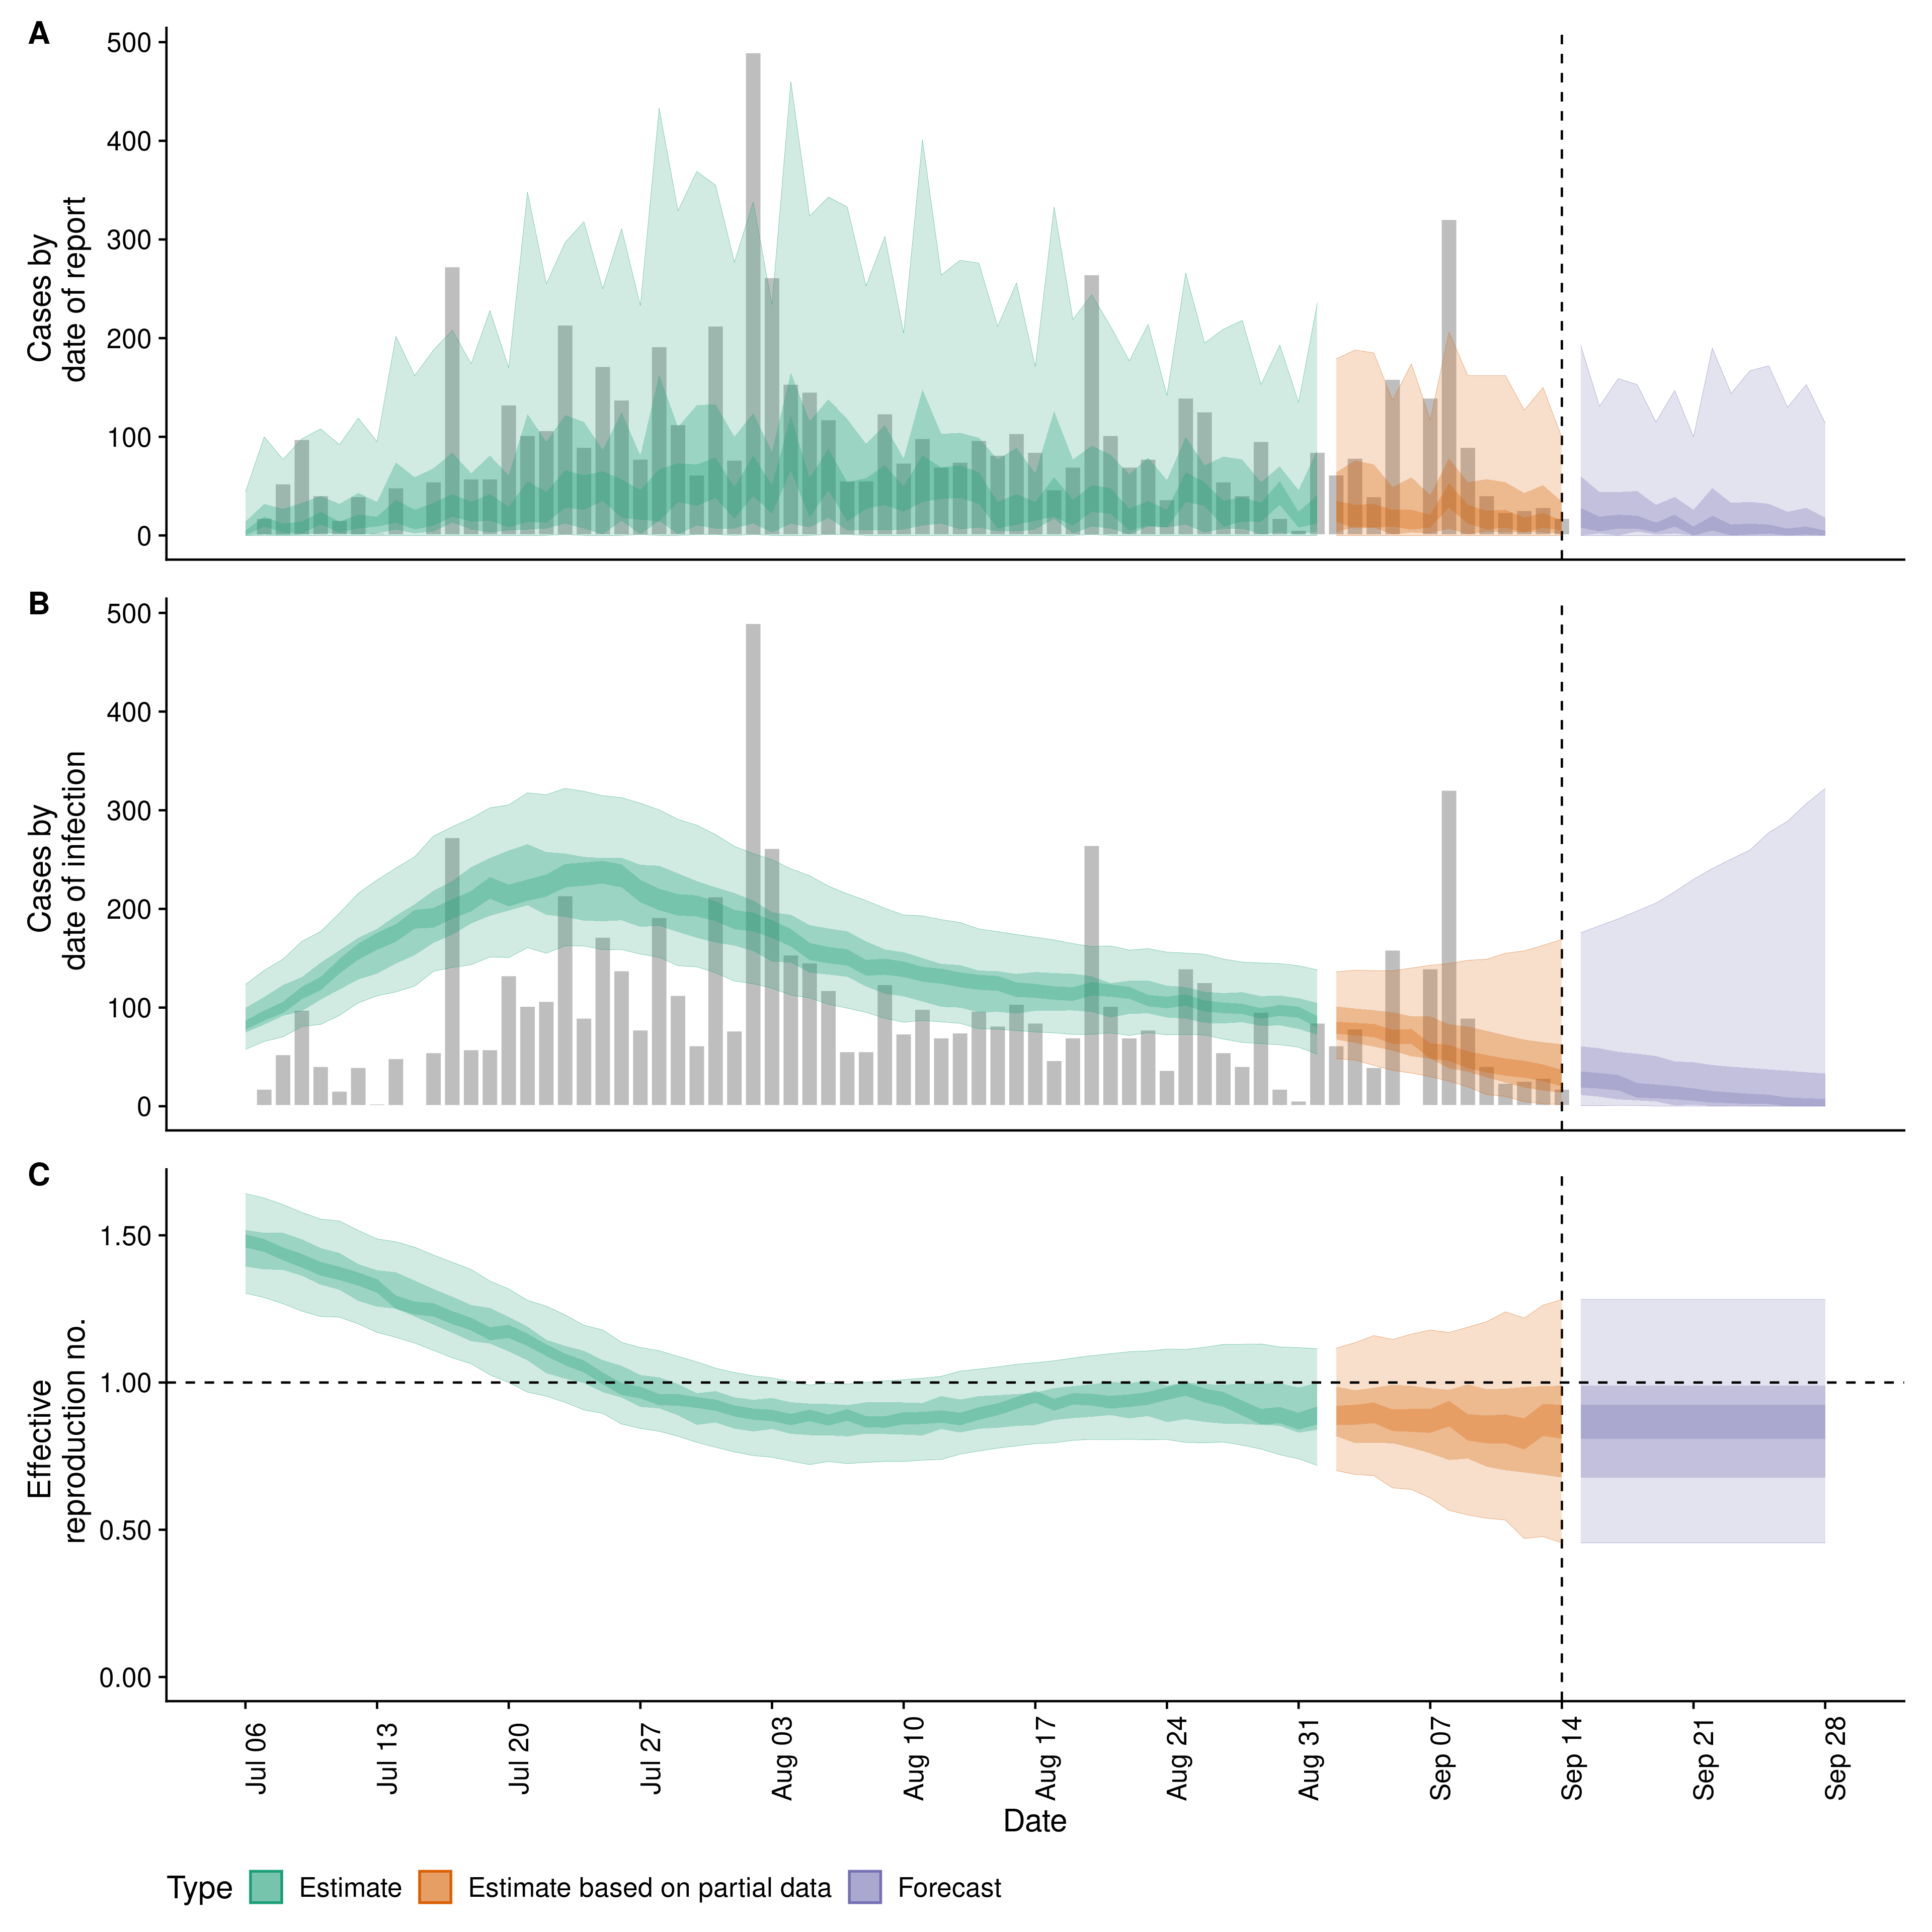 A
500
400
300
200
100
0
Cases by
date of report
B
500
400
300
200
100
0
Cases by
date of infection
C
1.50
1.00
0.50
0.00
Effective
reproduction no.
Jul 06
Jul 13
Jul 20
Jul 27
Aug 03
Aug 10
Aug 17
Aug 24
Aug 31
Sep 07
Sep 14
Sep 21
Sep 28
Date
Type Estimate Estimate based on partial data Forecast